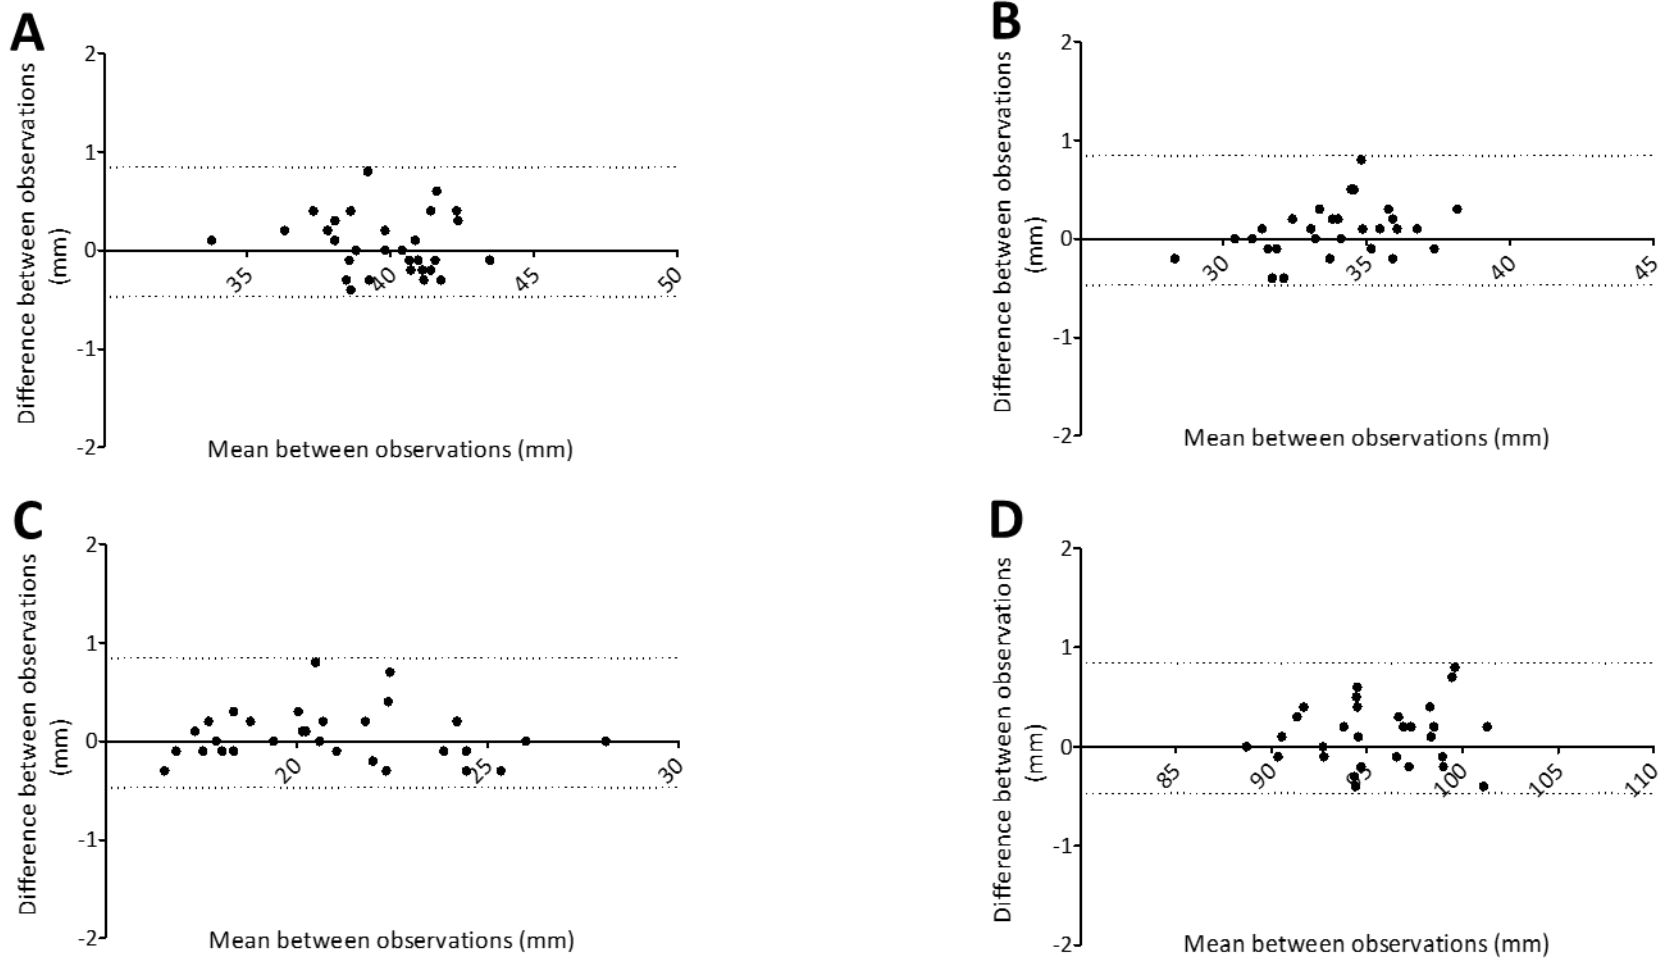 A
Difference between observations
(mm)
2
1
0
-1
-2
35
40
45
50
Mean between observations (mm)
B
Difference between observations
(mm)
2
1
0
-1
-2
30
35
40
45
Mean between observations (mm)
C
Difference between observations
(mm)
2
1
0
-1
-2
20
25
30
Mean between observations (mm)
D
Difference between observations
(mm)
2
1
0
-1
-2
85
90
95
100
105
110
Mean between observations (mm)